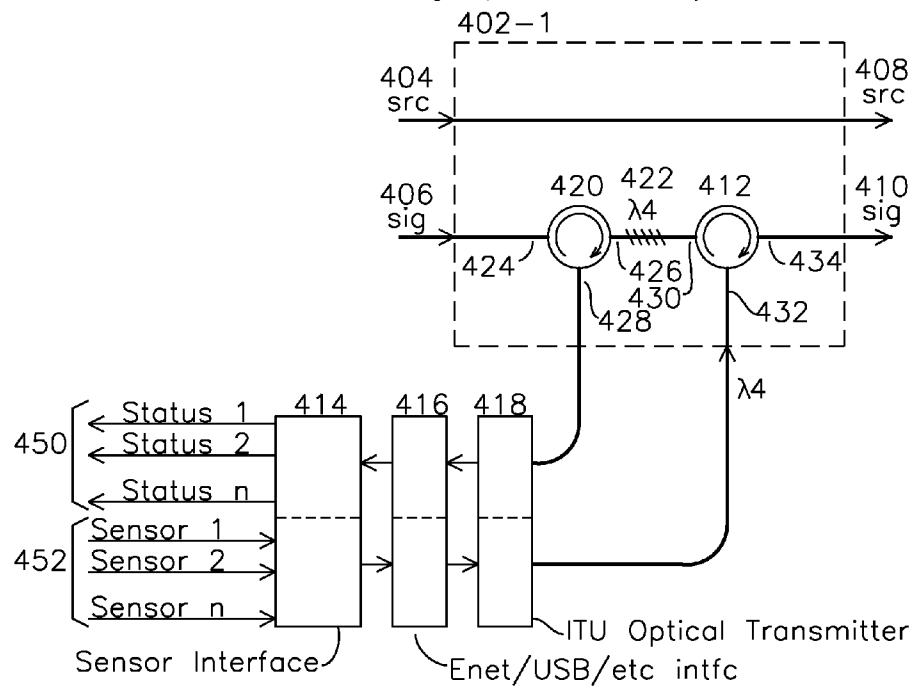 402-1
404
src
408
src
406
sig
420
422
λ4
412
410
sig
424
426
430
434
428
432
λ4
414
416
418
450
Status 1
Status 2
Status n
452
Sensor 1
Sensor 2
Sensor n
ITU Optical Transmitter
Sensor Interface
Enet/USB/etc intfc